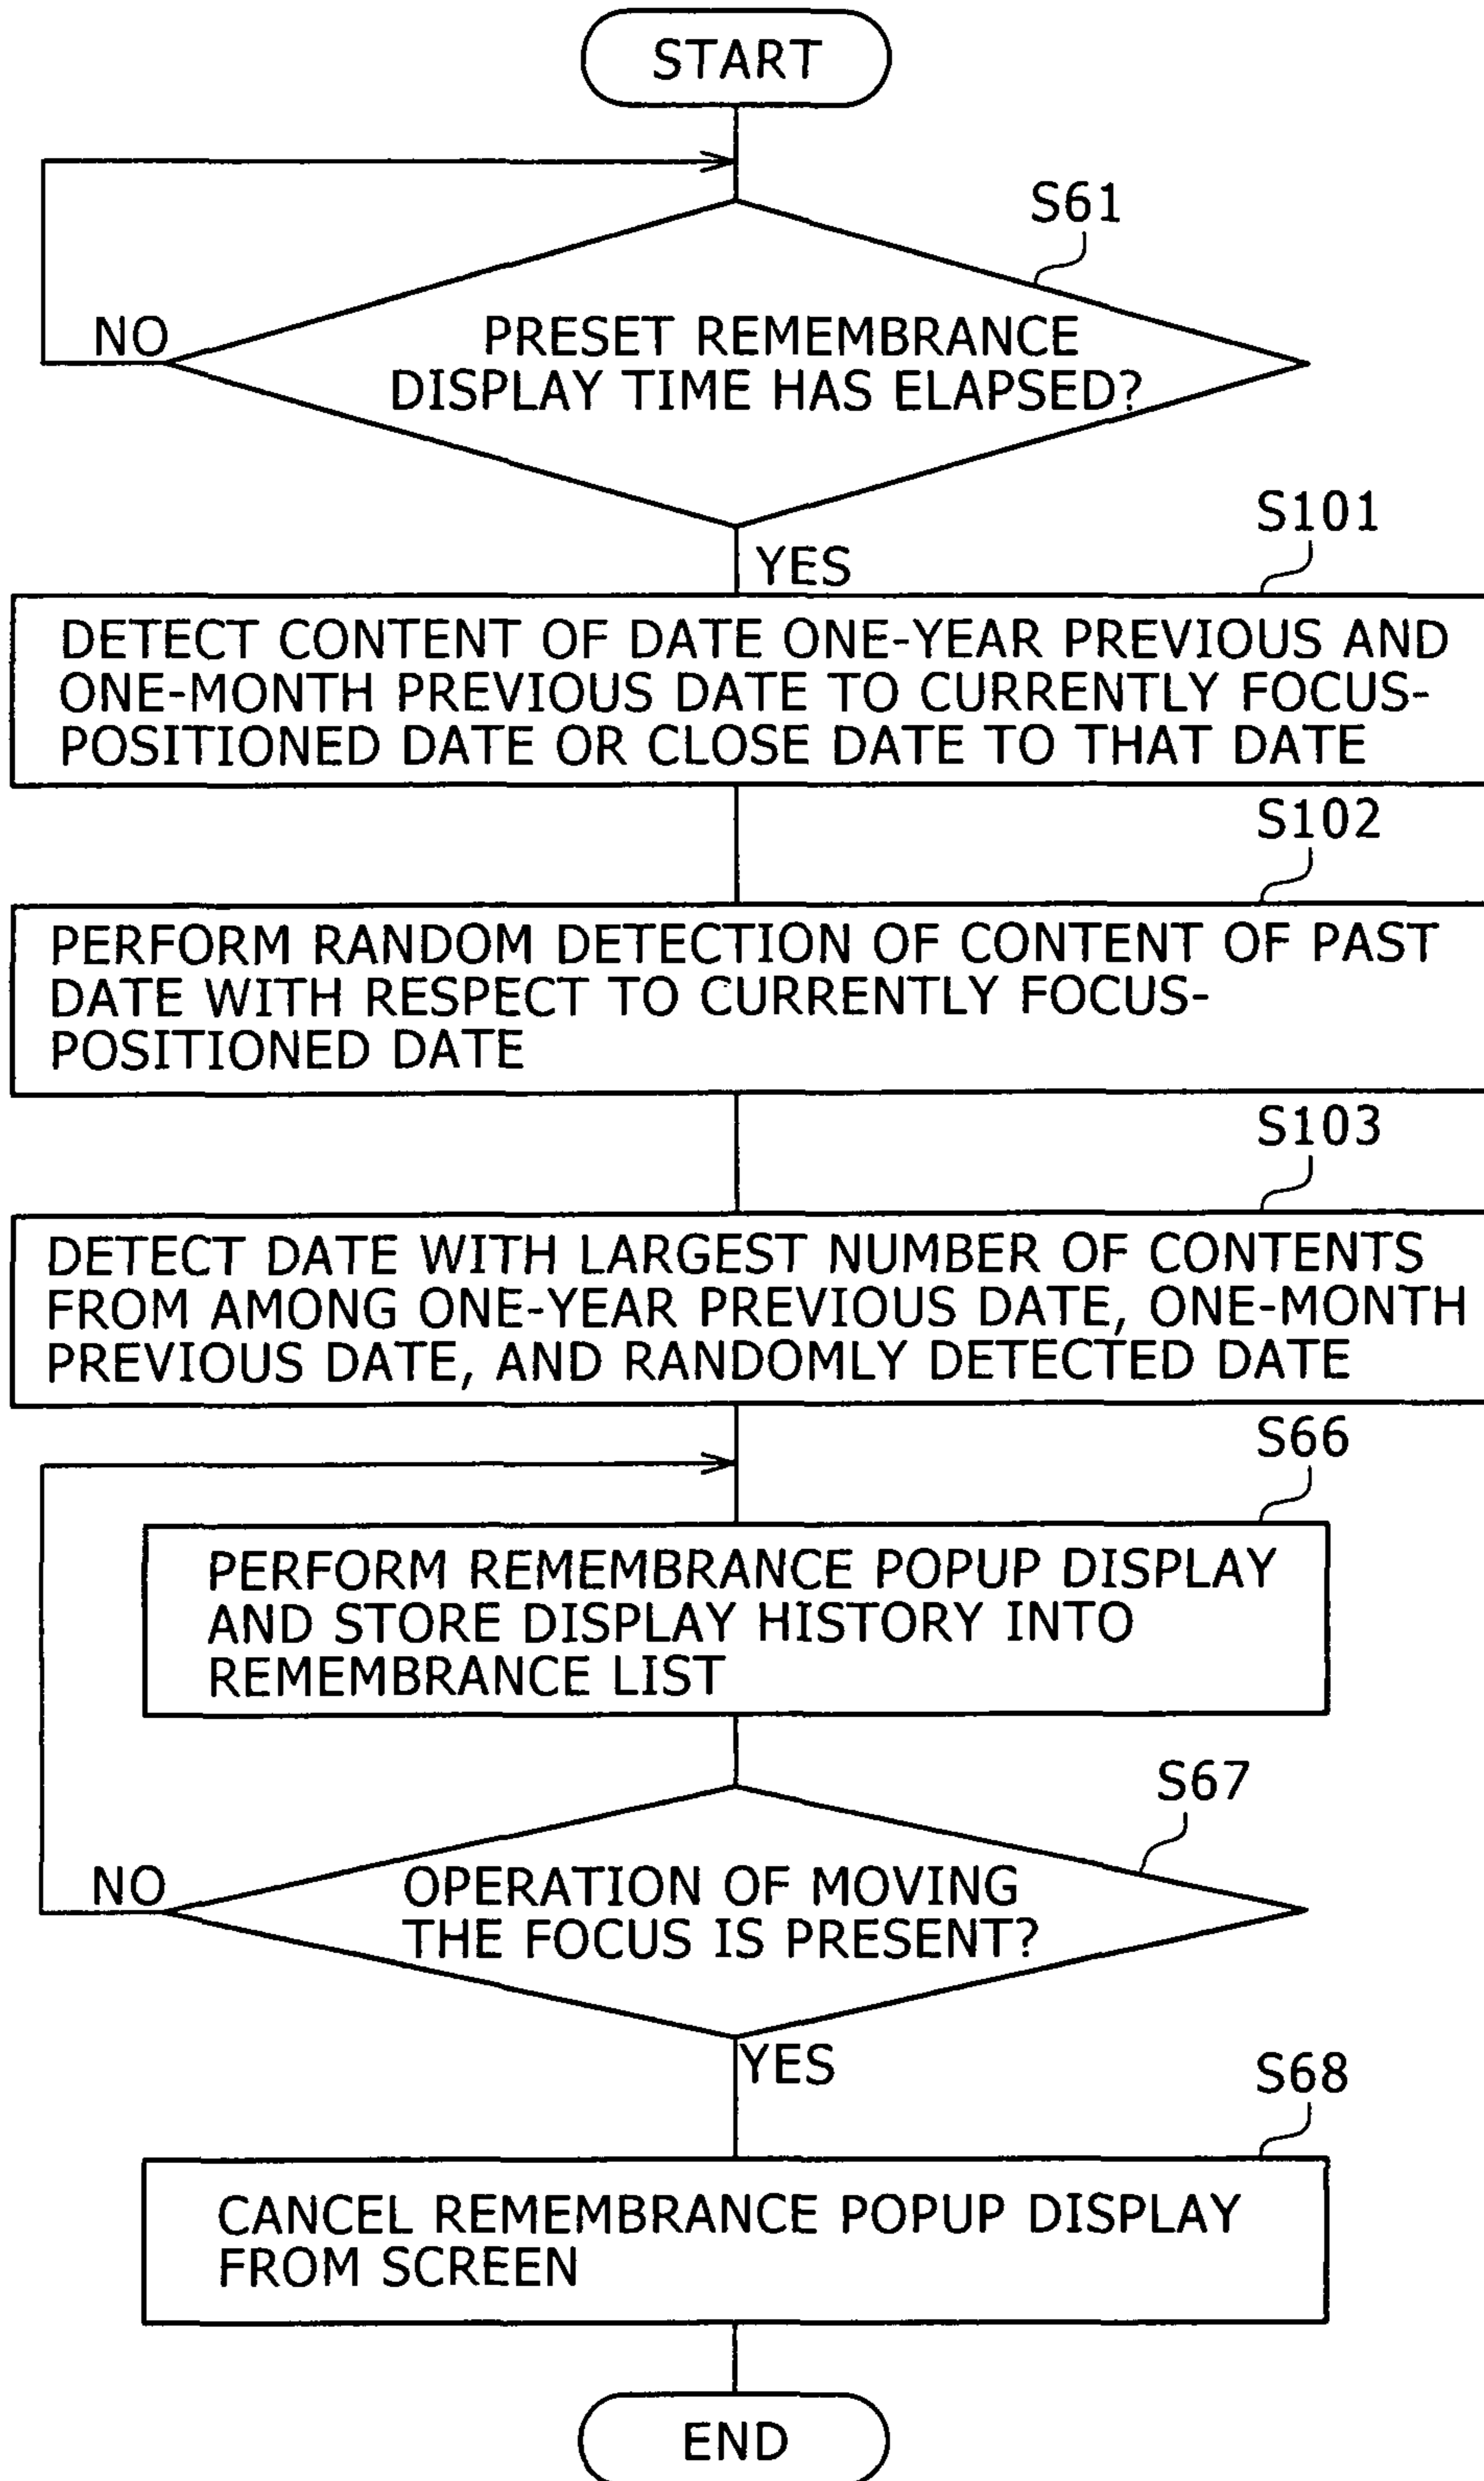 START
S61
NO
PRESET REMEMBRANCE
DISPLAY TIME HAS ELAPSED?
S101
YES
DETECT CONTENT OF DATE ONE-YEAR PREVIOUS AND
ONE-MONTH PREVIOUS DATE TO CURRENTLY FOCUS-
POSITIONED DATE OR CLOSE DATE TO THAT DATE
S102
PERFORM RANDOM DETECTION OF CONTENT OF PAST
DATE WITH RESPECT TO CURRENTLY FOCUS-
POSITIONED DATE
S103
DETECT DATE WITH LARGEST NUMBER OF CONTENTS
FROM AMONG ONE-YEAR PREVIOUS DATE, ONE-MONTH
PREVIOUS DATE, AND RANDOMLY DETECTED DATE
S66
PERFORM REMEMBRANCE POPUP DISPLAY
AND STORE DISPLAY HISTORY INTO
REMEMBRANCE LIST
S67
NO
OPERATION OF MOVING
THE FOCUS IS PRESENT?
YES
S68
CANCEL REMEMBRANCE POPUP DISPLAY
FROM SCREEN
END